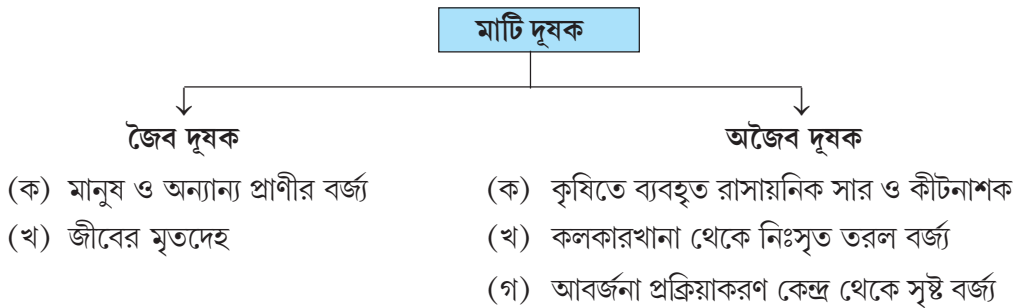 মাটি দূষক
জৈব দূষক
(ক) মানুষ ও অন্যান্য প্রাণীর বর্জ্য
(খ) জীবের মৃতদেহ
অজৈব দূষক
(ক) কৃষিতে ব্যবহৃত রাসায়নিক সার ও কীটনাশক
(খ) কলকারখানা থেকে নিঃসৃত তরল বর্জ্য
(গ) আবর্জনা প্রক্রিয়াকরণ কেন্দ্র থেকে সৃষ্ট বর্জ্য